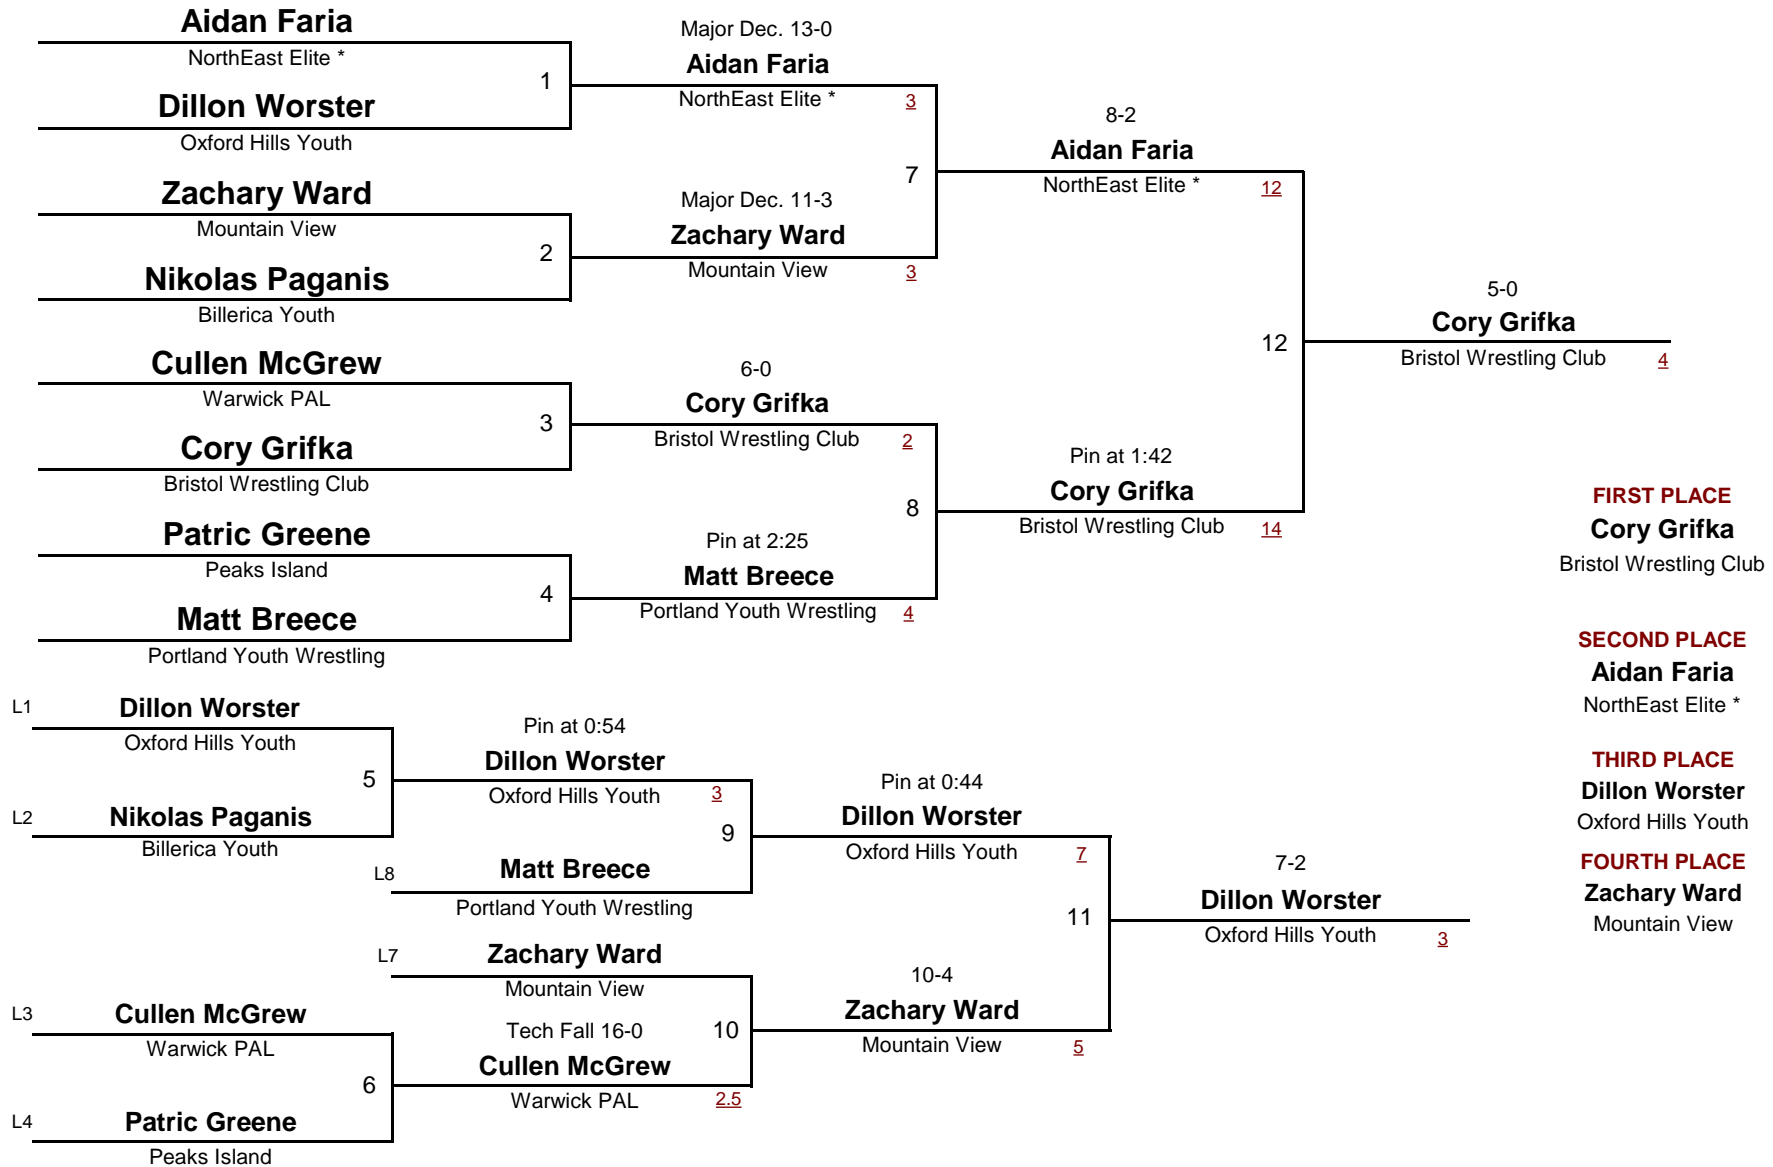 Aidan Faria
NorthEast Elite *
1
Dillon Worster
Oxford Hills Youth
Zachary Ward
Mountain View
2
Nikolas Paganis
Billerica Youth
Cullen McGrew
Warwick PAL
3
Cory Grifka
Bristol Wrestling Club
Patric Greene
Peaks Island
4
Matt Breece
Portland Youth Wrestling
Major Dec. 13-0
Aidan Faria
NorthEast Elite * 3
7
Major Dec. 11-3
Zachary Ward
Mountain View 3
6-0
Cory Grifka
Bristol Wrestling Club 2
8
Pin at 2:25
Matt Breece
Portland Youth Wrestling 4
8-2
Aidan Faria
NorthEast Elite * 12
12
Pin at 1:42
Cory Grifka
Bristol Wrestling Club 14
5-0
Cory Grifka
Bristol Wrestling Club 4
FIRST PLACE
Cory Grifka
Bristol Wrestling Club
SECOND PLACE
Aidan Faria
NorthEast Elite *
THIRD PLACE
Dillon Worster
Oxford Hills Youth
FOURTH PLACE
Zachary Ward
Mountain View
L1 Dillon Worster
Oxford Hills Youth
5
L2 Nikolas Paganis
Billerica Youth
Pin at 0:54
Dillon Worster
Oxford Hills Youth 3
9
L8 Matt Breece
Portland Youth Wrestling
L7 Zachary Ward
Mountain View
10
L3 Cullen McGrew
Warwick PAL
6
L4 Patric Greene
Peaks Island
Tech Fall 16-0
Cullen McGrew
Warwick PAL 2.5
Pin at 0:44
Dillon Worster
Oxford Hills Youth 7
11
10-4
Zachary Ward
Mountain View 5
7-2
Dillon Worster
Oxford Hills Youth 3